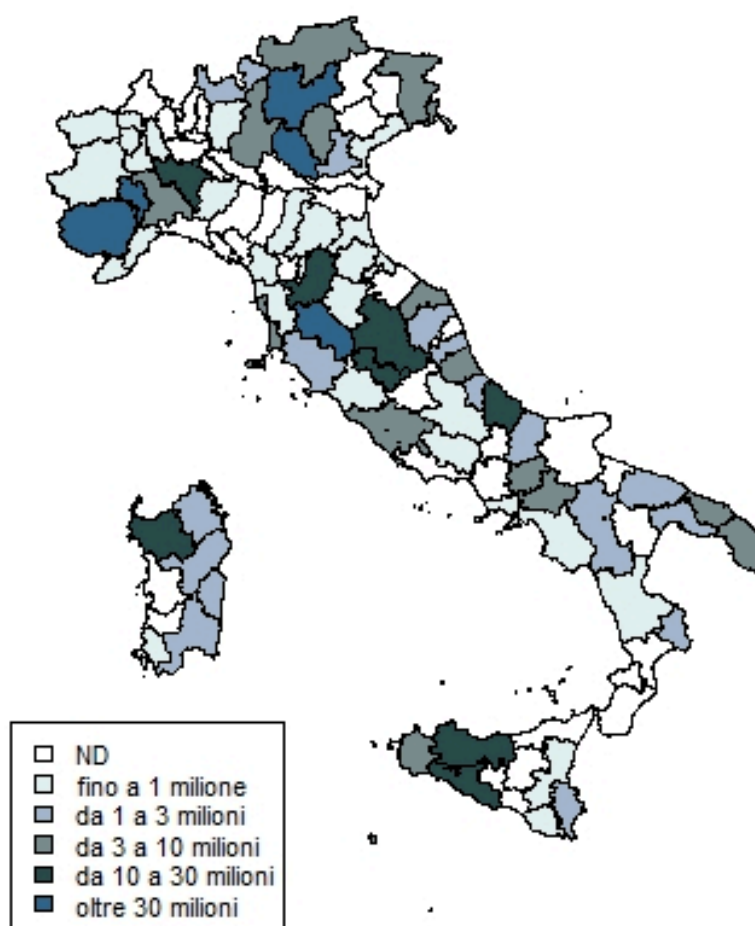 ND
fino a 1 milione
da 1 a 3 milioni
da 3 a 10 milioni
da 10 a 30 milioni
oltre 30 milioni